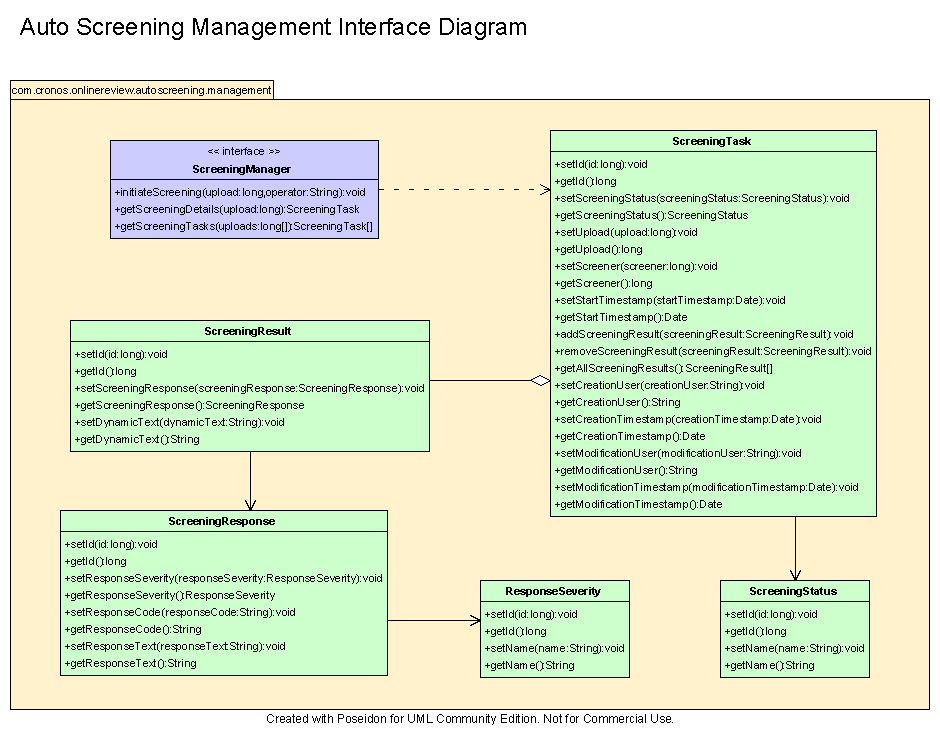 Auto Screening Management Interface Diagram
com.cronos.onlinereview.autoscreening.management
<< interface >>
ScreeningManager
+initiateScreening(upload:long,operator:String):void
+getScreeningDetails(upload:long):ScreeningTask
+getScreeningTasks(uploads:long[]):ScreeningTask[]
ScreeningTask
+setId(id:long):void
+getId():long
+setScreeningStatus(screeningStatus:ScreeningStatus):void
+getScreeningStatus():ScreeningStatus
+setUpload(upload:long):void
+getUpload():long
+setScreener(screener:long):void
+getScreener():long
+setStartTimestamp(startTimestamp:Date):void
+getStartTimestamp():Date
+addScreeningResult(screeningResult:ScreeningResult):void
+removeScreeningResult(screeningResult:ScreeningResult):void
+getAllScreeningResults():ScreeningResult[]
+setCreationUser(creationUser:String):void
+getCreationUser():String
+setCreationTimestamp(creationTimestamp:Date):void
+getCreationTimestamp():Date
+setModificationUser(modificationUser:String):void
+getModificationUser():String
+setModificationTimestamp(modificationTimestamp:Date):void
+getModificationTimestamp():Date
ScreeningResult
+setId(id:long):void
+getId():long
+setScreeningResponse(screeningResponse:ScreeningResponse):void
+getScreeningResponse():ScreeningResponse
+setDynamicText(dynamicText:String):void
+getDynamicText():String
ScreeningResponse
+setId(id:long):void
+getId():long
+setResponseSeverity(responseSeverity:ResponseSeverity):void
+getResponseSeverity():ResponseSeverity
+setResponseCode(responseCode:String):void
+getResponseCode():String
+setResponseText(responseText:String):void
+getResponseText():String
ResponseSeverity
+setId(id:long):void
+getId():long
+setName(name:String):void
+getName():String
ScreeningStatus
+setId(id:long):void
+getId():long
+setName(name:String):void
+getName():String
Created with Poseidon for UML Community Edition. Not for Commercial Use.